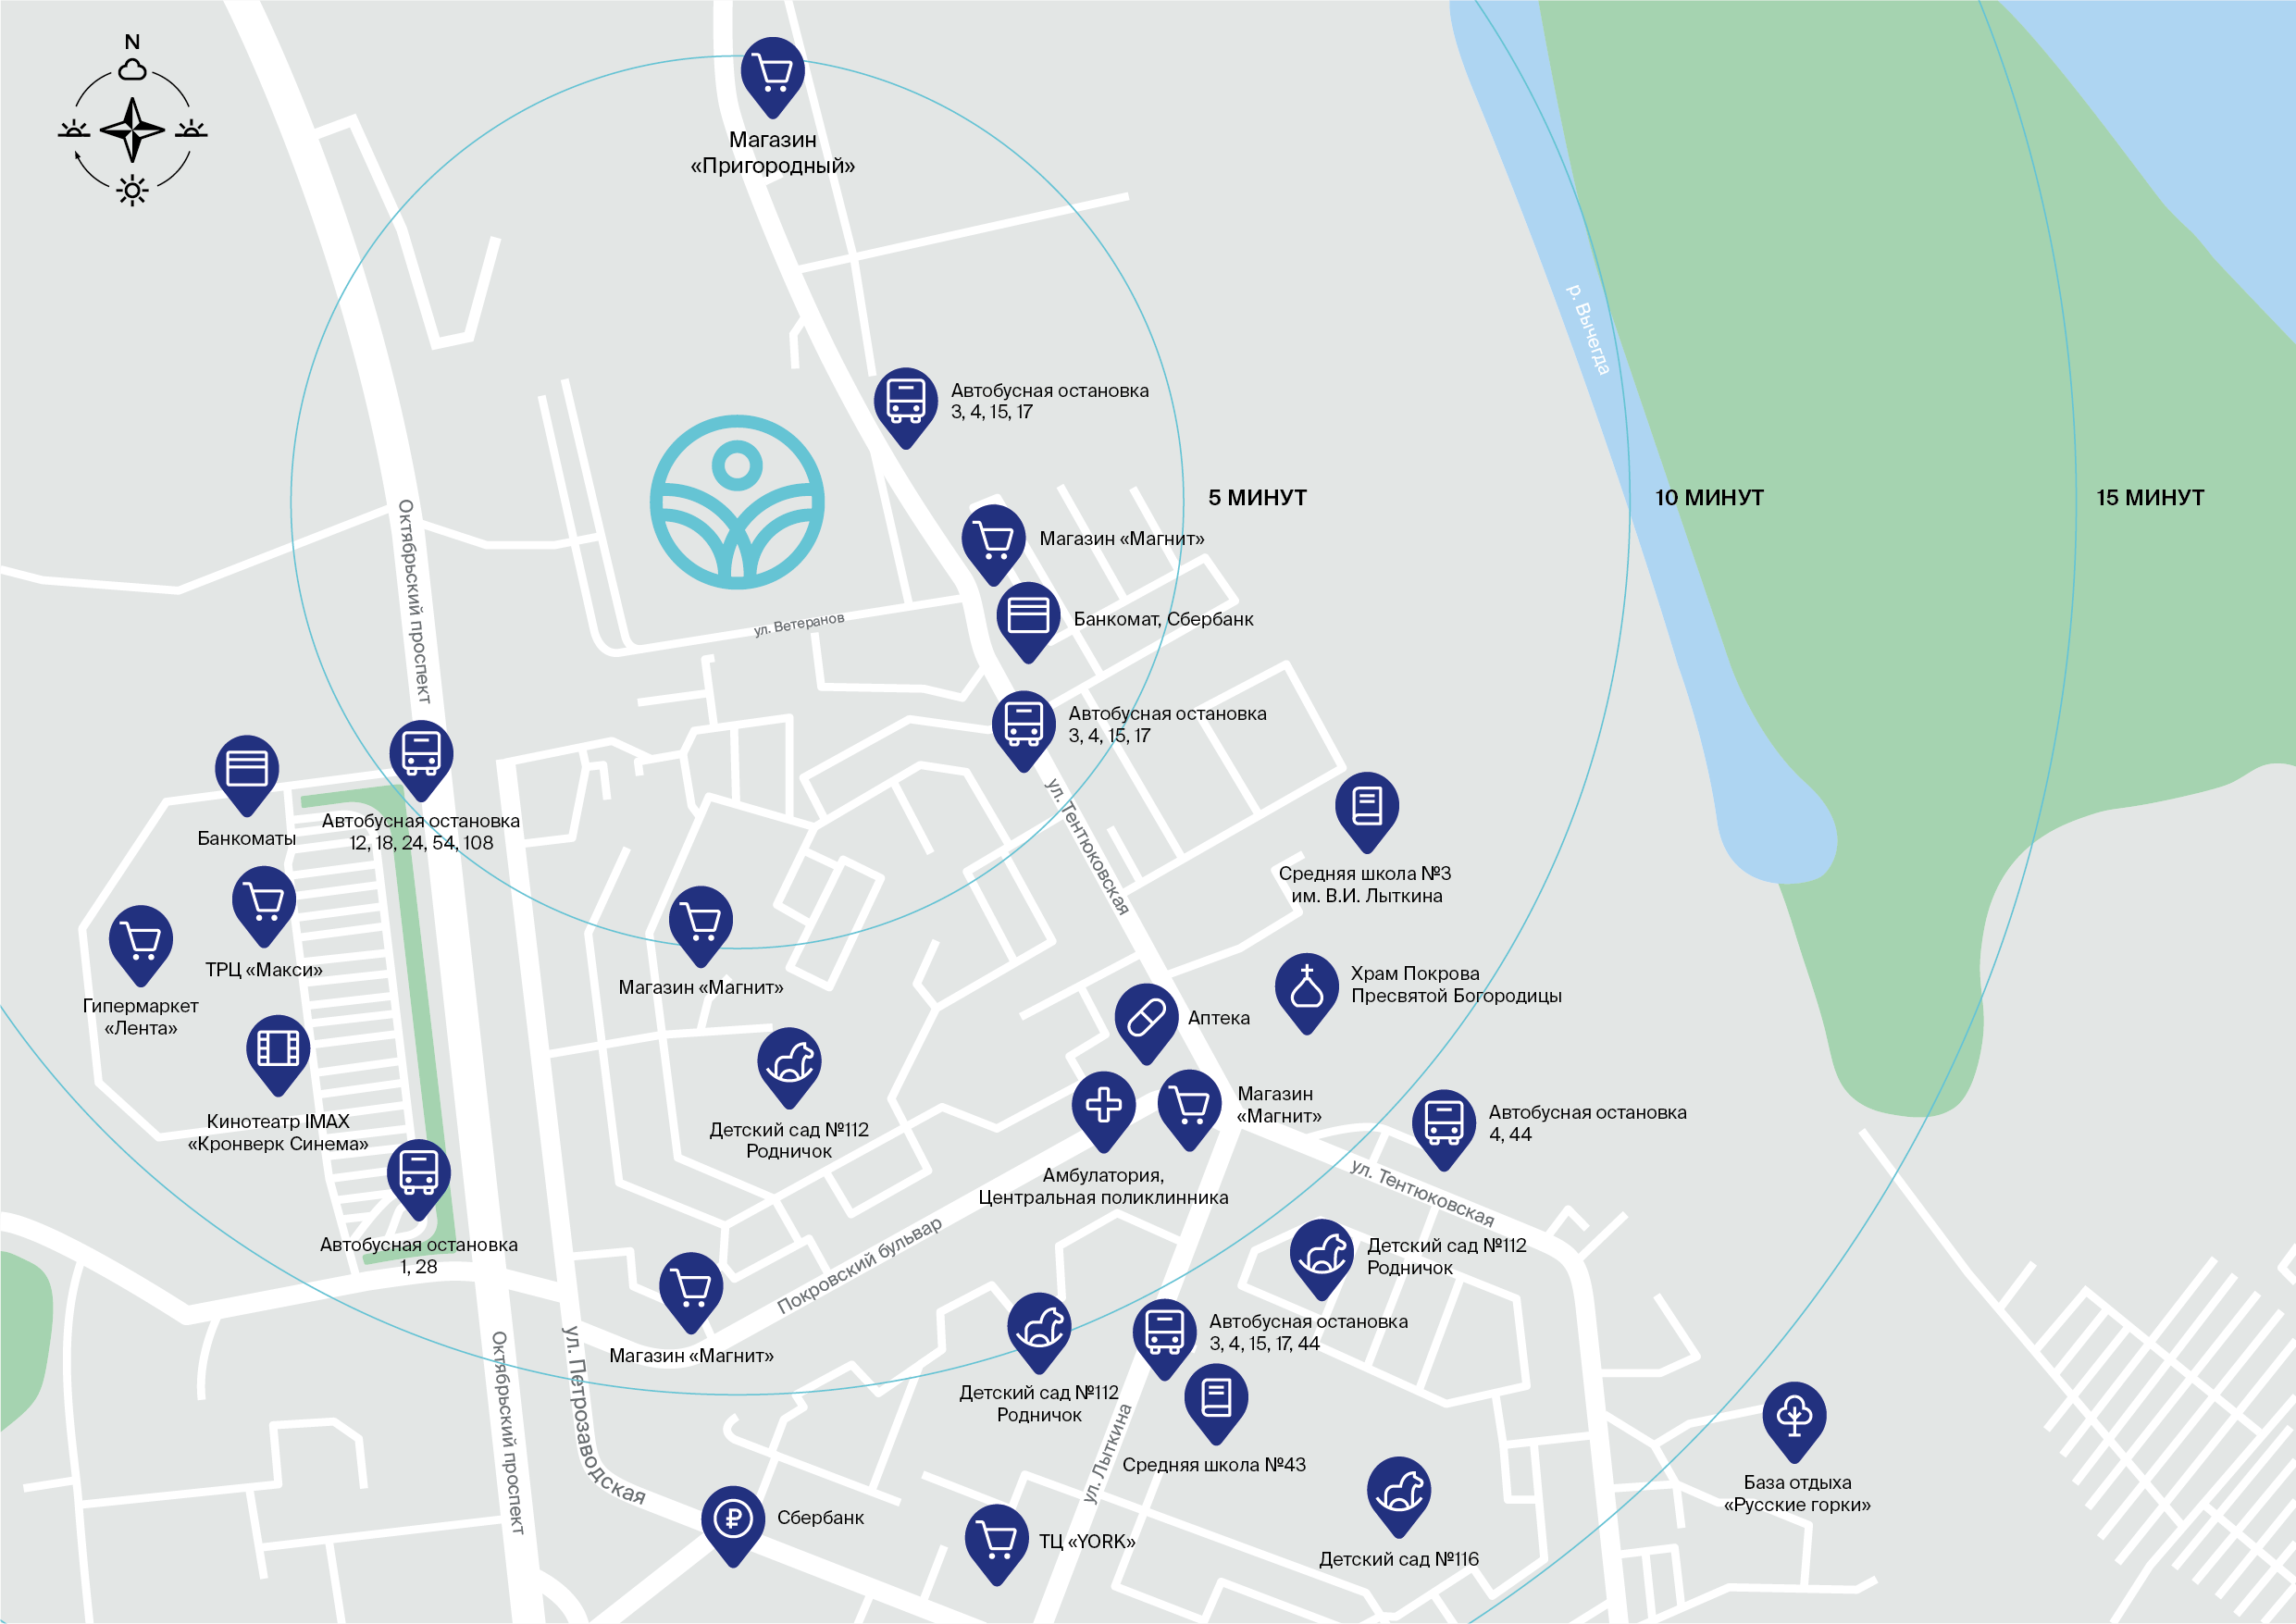 N
Магазин
«Пригородный»
р. Вычегда
Автобусная остановка
3, 4, 15, 17
5 МИНУТ
10 МИНУТ
15 МИНУТ
Октябрьский проспект
Магазин «Магнит»
Банкомат, Сбербанк
ул. Ветеранов
Автобусная остановка
3, 4, 15, 17
ул. Тентюковская
Банкоматы
Автобусная остановка
12, 18, 24, 54, 108
Средняя школа №3
им. В.И. Лыткина
ТРЦ «Макси»
Гипермаркет
«Лента»
Магазин «Магнит»
Храм Покрова
Пресвятой Богородицы
Аптека
Кинотеатр IMAX
«Кронверк Синема»
Детский сад №112
Родничок
Магазин
«Магнит»
Автобусная остановка
4, 44
Амбулатория,
Центральная поликлинника
ул. Тентюковская
Автобусная остановка
1, 28
Покровский бульвар
Детский сад №112
Родничок
Магазин «Магнит»
Автобусная остановка
3, 4, 15, 17, 44
Детский сад №112
Родничок
Октябрьский проспект
ул. Петрозаводская
ул. Лыткина
Средняя школа №43
База отдыха
«Русские горки»
Сбербанк
ТЦ «YORK»
Детский сад №116